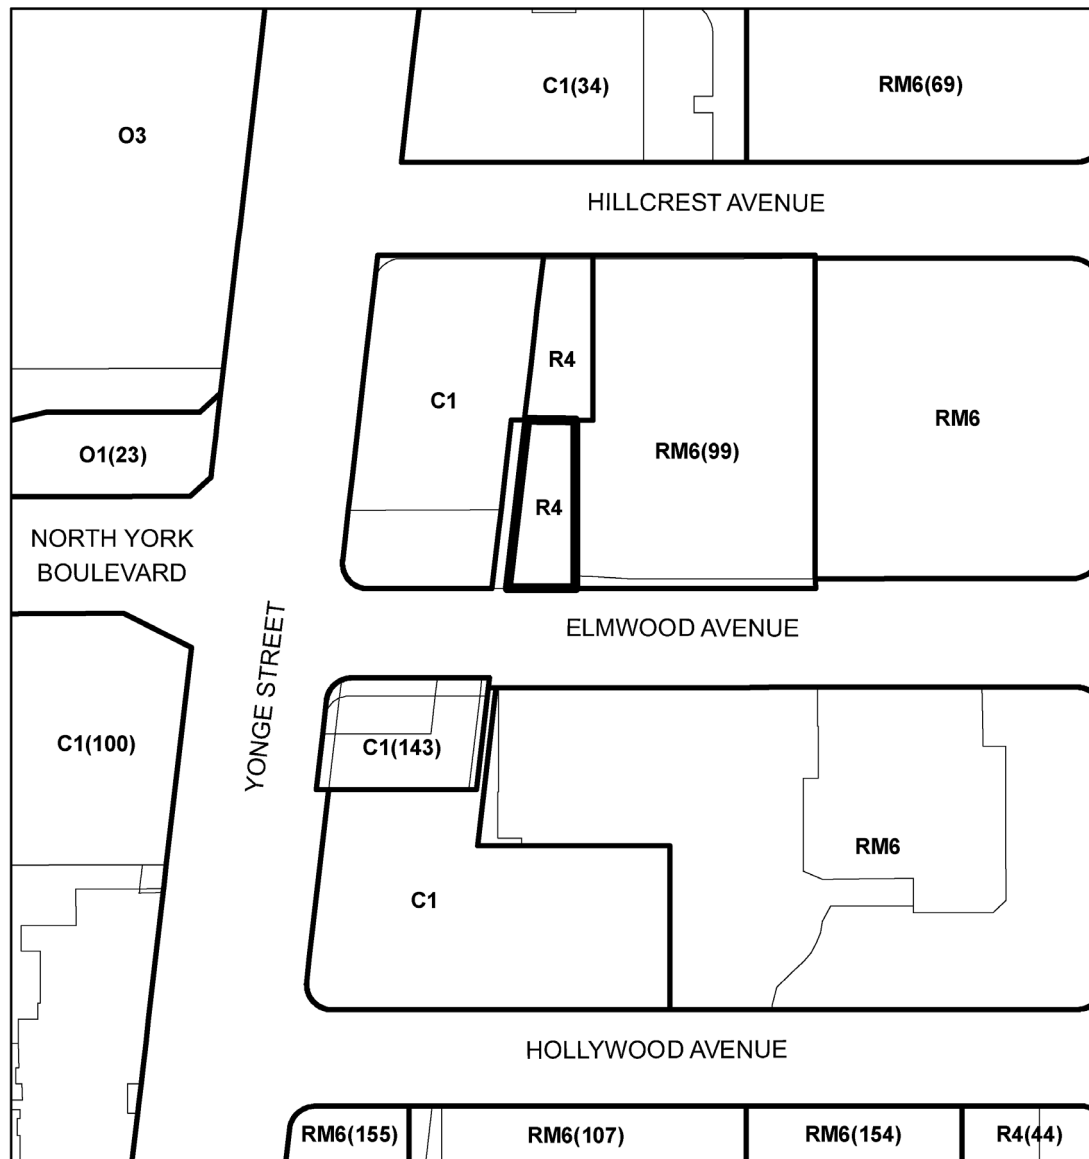 C1(34)
RM6(69)
O3
HILLCREST AVENUE
R4
C1
RM6
RM6(99)
O1(23)
R4
NORTH YORK
BOULEVARD
ELMWOOD AVENUE
YONGE STREET
C1(100)
C1(143)
RM6
C1
HOLLYWOOD AVENUE
RM6(155)
RM6(107)
RM6(154)
R4(44)